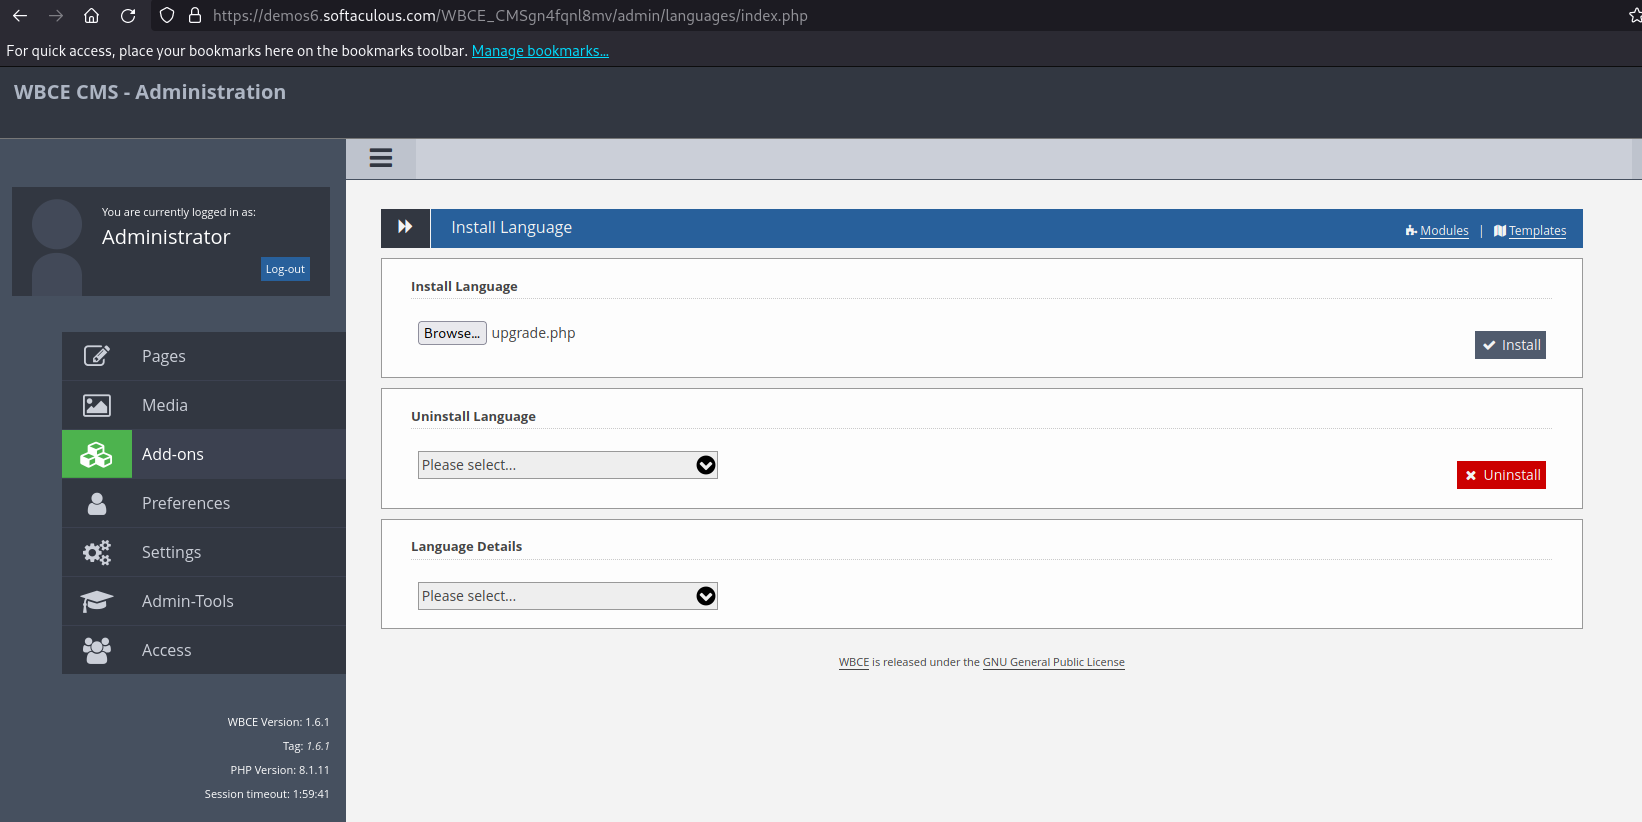 https://demos6.softaculous.com/WBCE_CMSgn4fqnl8mv/admin/languages/index.php
For quick access, place your bookmarks here on the bookmarks toolbar. Manage bookmarks...
WBCE CMS - Administration
You are currently logged in as:
Administrator
Log-out
Pages
Media
Add-ons
Preferences
Settings
Admin-Tools
Access
WBCE Version: 1.6.1
Tag: 1.6.1
PHP Version: 8.1.11
Session timeout: 1:59:41
Install Language
Modules | Templates
Install Language
Browse... upgrade.php
Install
Uninstall Language
Please select...
Uninstall
Language Details
Please select...
WBCE is released under the GNU General Public License